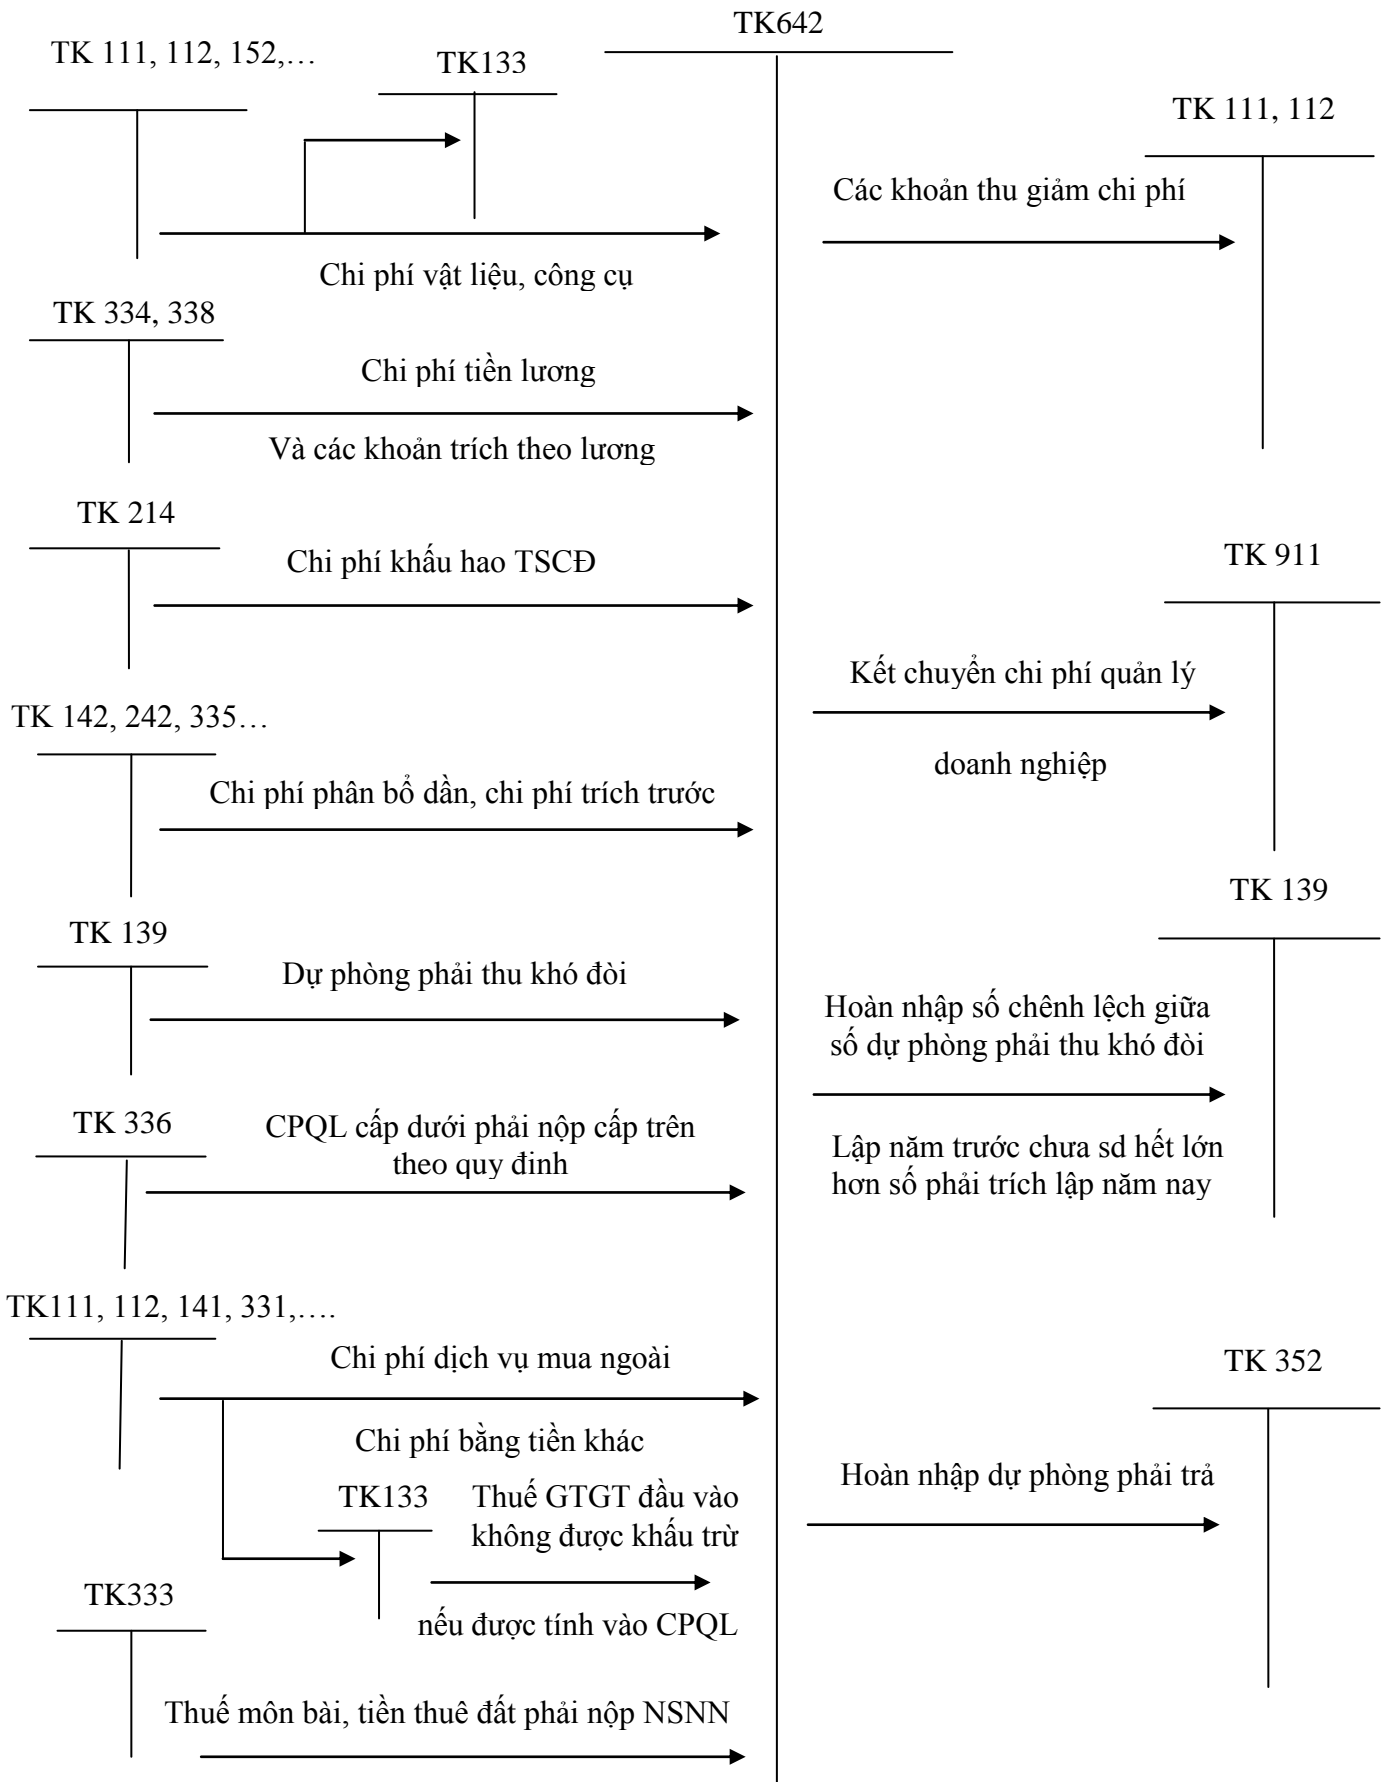 TK642
TK 111, 112, 152,…
TK133
TK 111, 112
Các khoản thu giảm chi phí
Chi phí vật liệu, công cụ
TK 334, 338
Chi phí tiền lương
Và các khoản trích theo lương
TK 214
Chi phí khấu hao TSCĐ
TK 911
Kết chuyển chi phí quản lý
doanh nghiệp
TK 142, 242, 335…
Chi phí phân bổ dần, chi phí trích trước
TK 139
TK 139
Dự phòng phải thu khó đòi
Hoàn nhập số chênh lệch giữa
số dự phòng phải thu khó đòi
Lập năm trước chưa sd hết lớn
hơn số phải trích lập năm nay
TK 336
CPQL cấp dưới phải nộp cấp trên
theo quy đinh
TK111, 112, 141, 331,….
Chi phí dịch vụ mua ngoài
Chi phí bằng tiền khác
TK 352
Hoàn nhập dự phòng phải trả
TK133
Thuế GTGT đầu vào
không được khấu trừ
nếu được tính vào CPQL
TK333
Thuế môn bài, tiền thuê đất phải nộp NSNN